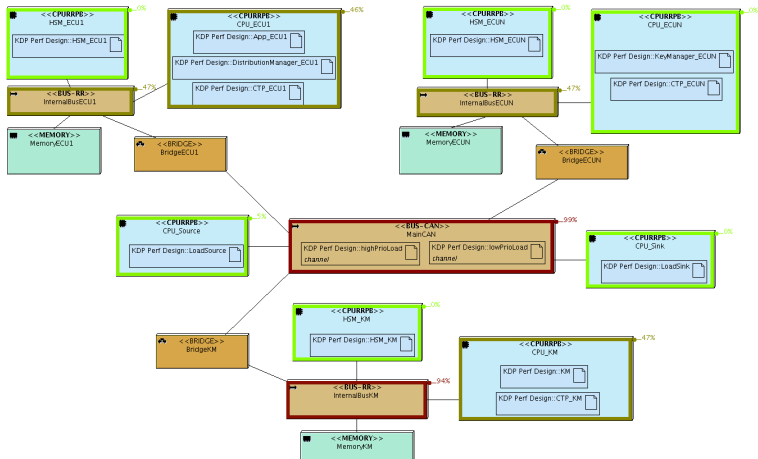 <<CPURRPB>>
HSM_ECU1
KDP Perf Design::HSM_ECU1
0%
<<CPURRPB>>
CPU_ECU1
KDP Perf Design::App_ECU1
KDP Perf Design::DistributionManager_ECU1
KDP Perf Design::CTP_ECU1
46%
<<CPURRPB>>
HSM_ECUN
KDP Perf Design::HSM_ECUN
0%
<<CPURRPB>>
CPU_ECUN
KDP Perf Design::KeyManager_ECUN
KDP Perf Design::CTP_ECUN
0%
<<BUS-RR>>
InternalBusECU1
47%
<<BUS-RR>>
InternalBusECUN
47%
<<MEMORY>>
MemoryECU1
<<BRIDGE>>
BridgeECU1
<<MEMORY>>
MemoryECUN
<<BRIDGE>>
BridgeECUN
<<CPURRPB>>
CPU_Source
KDP Perf Design::LoadSource
5%
<<BUS-CAN>>
MainCAN
KDP Perf Design::highPrioLoad
channel
KDP Perf Design::lowPrioLoad
channel
99%
<<CPURRPB>>
CPU_Sink
KDP Perf Design::LoadSink
0%
<<BRIDGE>>
BridgeKM
<<CPURRPB>>
HSM_KM
KDP Perf Design::HSM_KM
0%
<<CPURRPB>>
CPU_KM
KDP Perf Design::KM
KDP Perf Design::CTP_KM
47%
<<BUS-RR>>
InternalBusKM
94%
<<MEMORY>>
MemoryKM